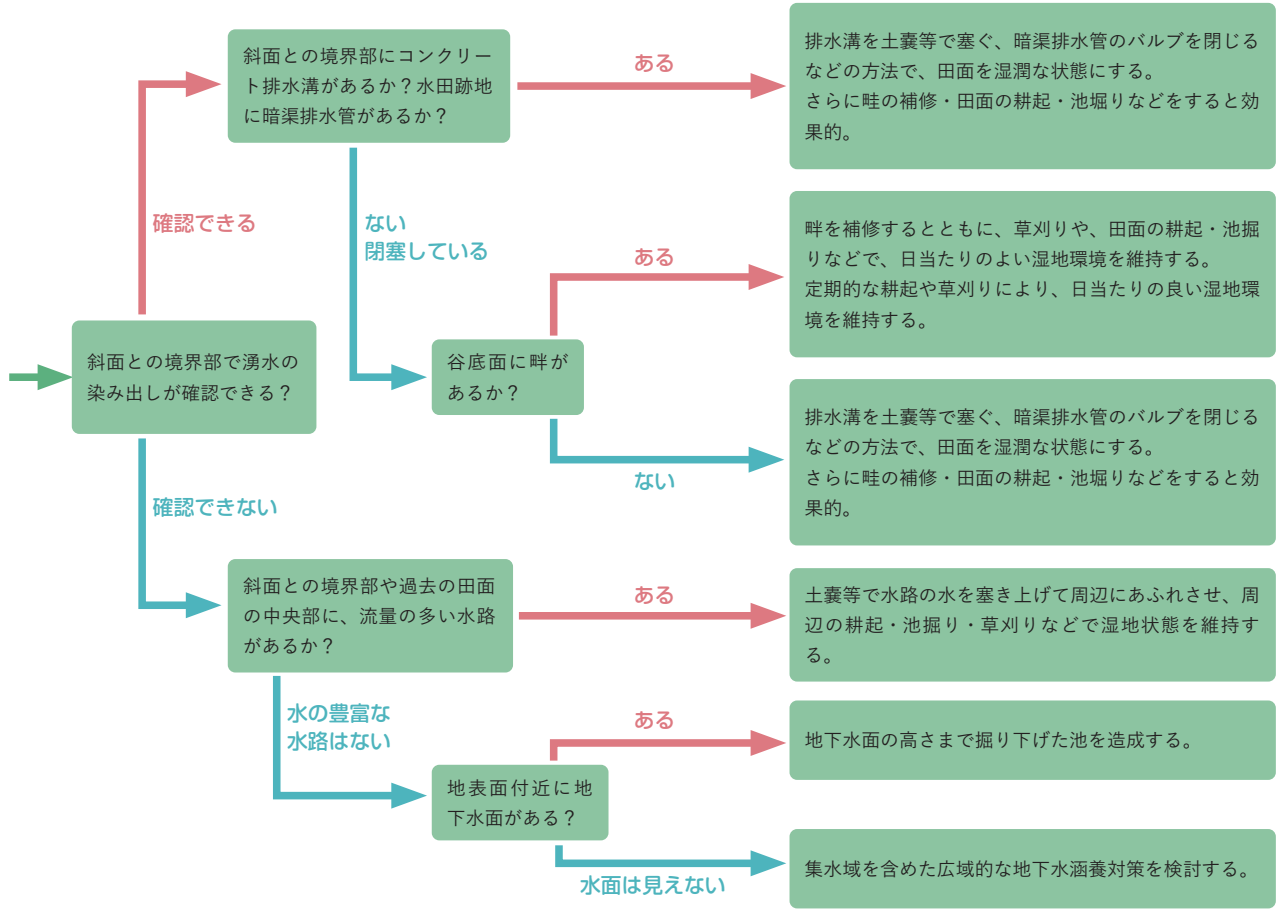 斜面との境界部にコンクリー
ト排水溝があるか？水田跡地
に暗渠排水管があるか？
ある
排水溝を土嚢等で塞ぐ、暗渠排水管のバルブを閉じる
などの方法で、田面を湿潤な状態にする。
さらに畦の補修・田面の耕起・池堀りなどをすると効
果的。
確認できる
ない
閉塞している
ある
畔を補修するとともに、草刈りや、田面の耕起・池掘
りなどで、日当たりのよい湿地環境を維持する。
定期的な耕起や草刈りにより、日当たりの良い湿地環
境を維持する。
斜面との境界部で湧水の
染み出しが確認できる？
谷底面に畔が
あるか？
排水溝を土嚢等で塞ぐ、暗渠排水管のバルブを閉じる
などの方法で、田面を湿潤な状態にする。
さらに畦の補修・田面の耕起・池堀りなどをすると効
果的。
ない
確認できない
斜面との境界部や過去の田面
の中央部に、流量の多い水路
があるか？
ある
土嚢等で水路の水を塞き上げて周辺にあふれさせ、周
辺の耕起・池掘り・草刈りなどで湿地状態を維持す
る。
水の豊富な
水路はない
ある
地下水面の高さまで掘り下げた池を造成する。
地表面付近に地
下水面がある？
水面は見えない
集水域を含めた広域的な地下水涵養対策を検討する。